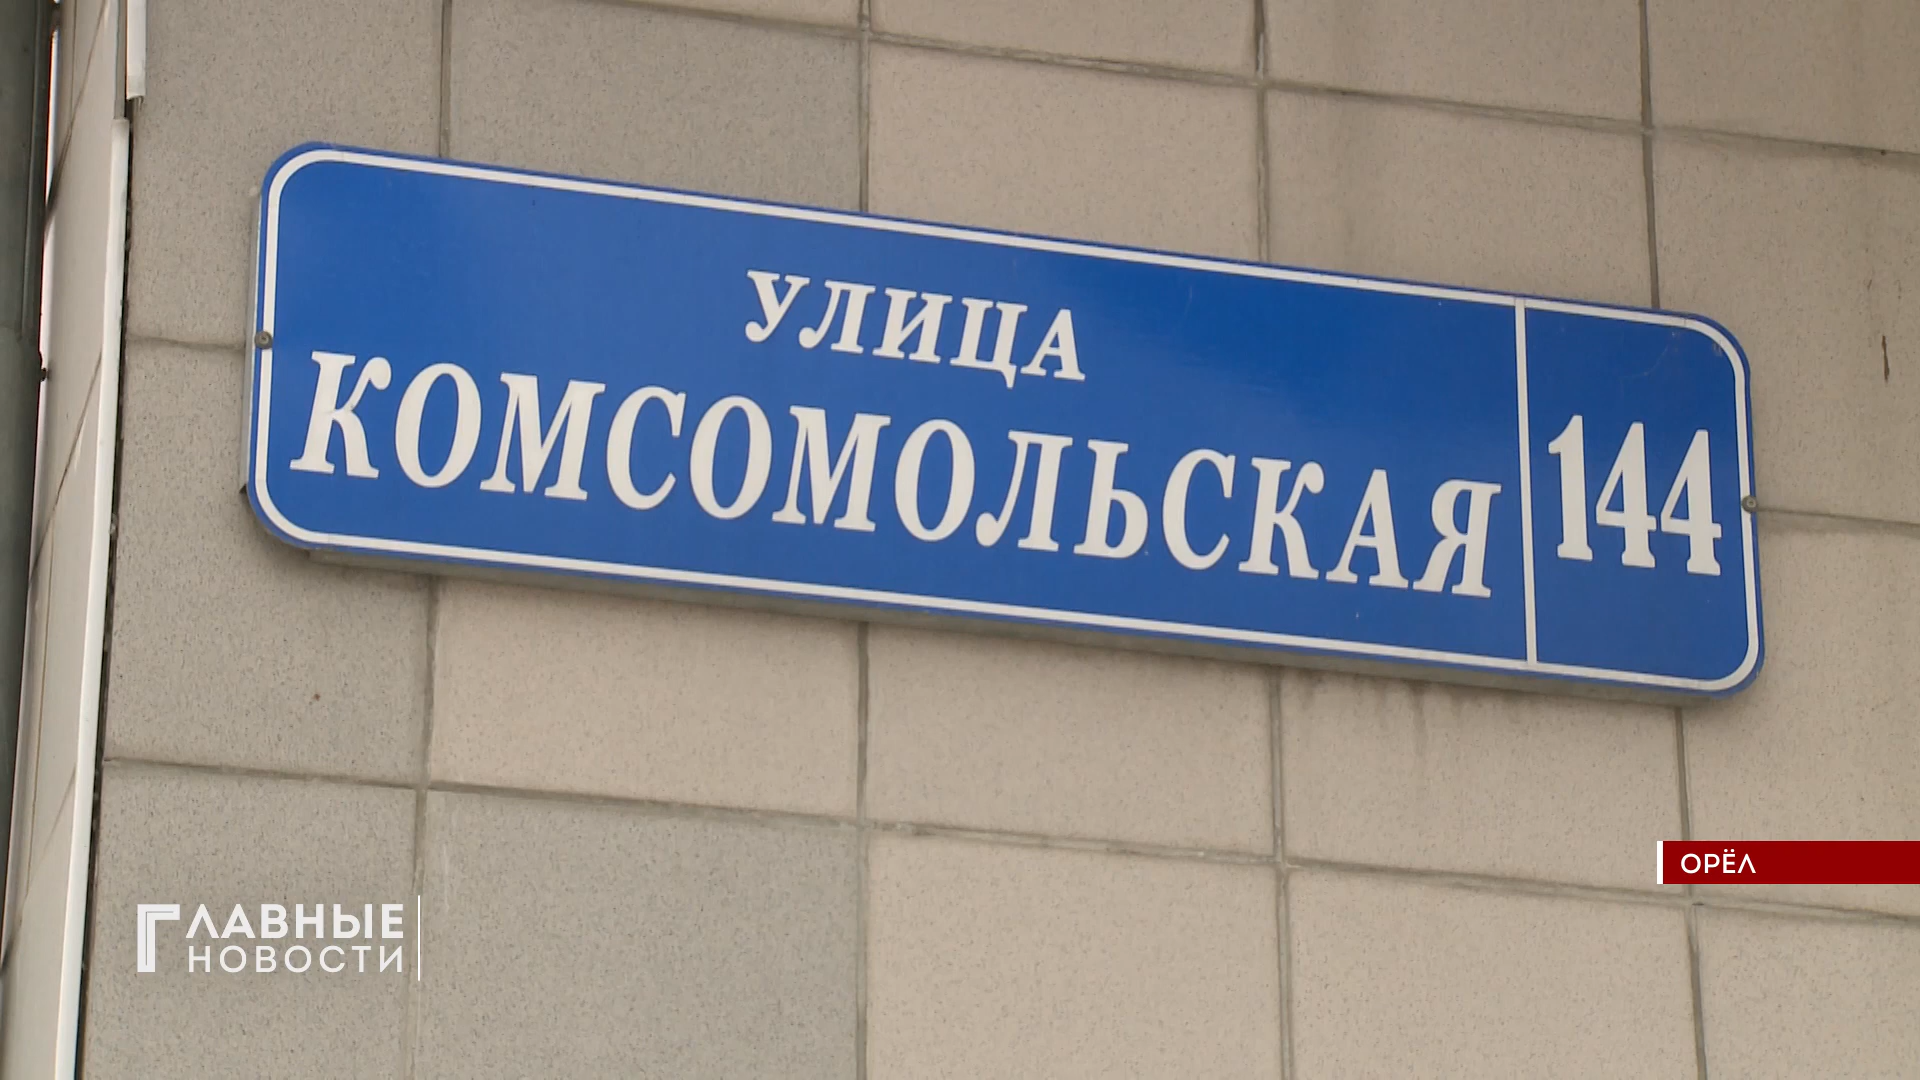 УЛИЦА
КОМСОМОЛЬСКАЯ
144
ОРЁЛ
ГЛАВНЫЕ
НОВОСТИ